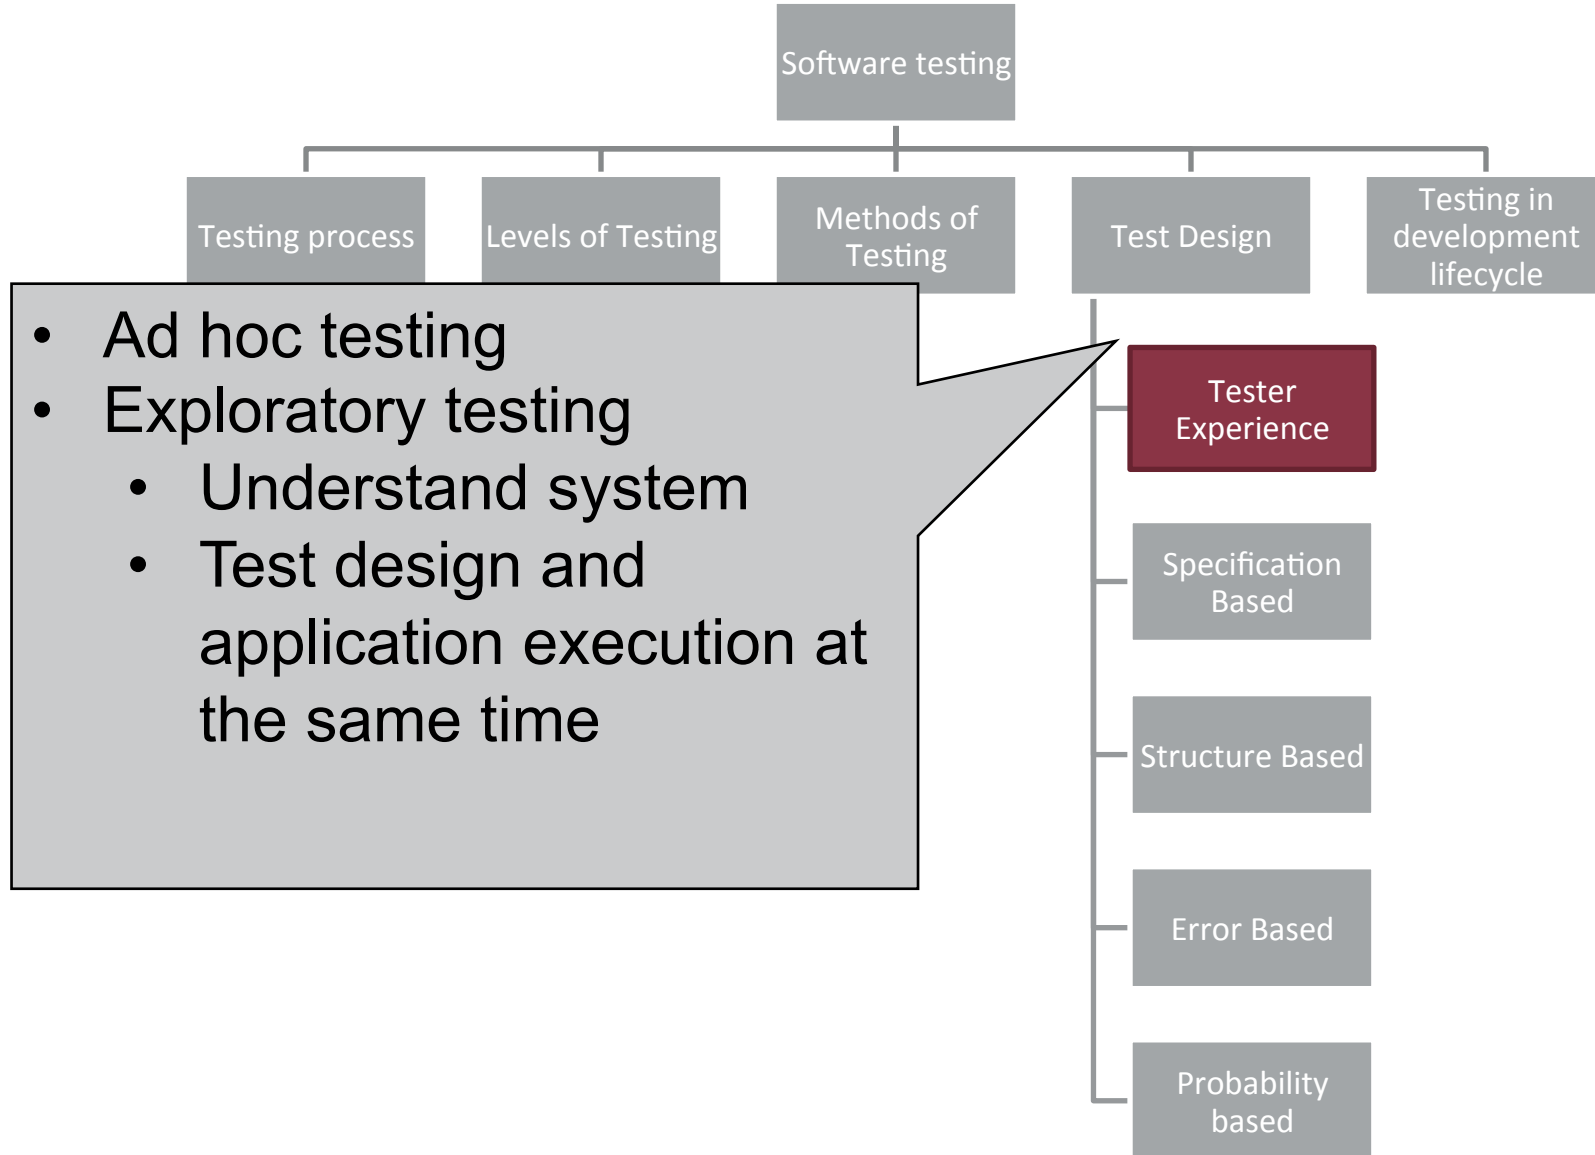 Software testing
Testing process
Levels of Testing
Methods of
Testing
Test Design
Testing in
development
lifecycle
• Ad hoc testing
• Exploratory testing
• Understand system
• Test design and
application execution at
the same time
Tester
Experience
Specification
Based
Structure Based
Error Based
Probability
based